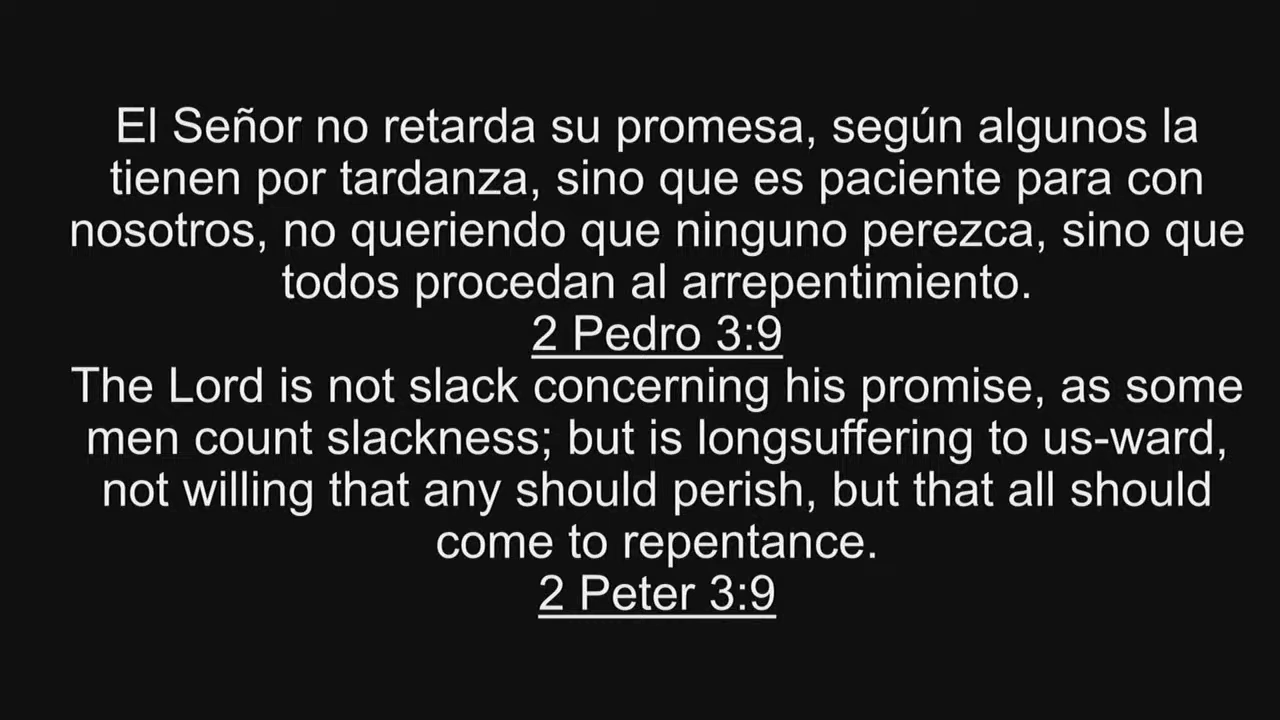 El Señor no retarda su promesa, según algunos la
tienen por tardanza, sino que es paciente para con
nosotros, no queriendo que ninguno perezca, sino que
todos procedan al arrepentimiento.
2 Pedro 3:9
The Lord is not slack concerning his promise, as some
men count slackness; but is longsuffering to us-ward,
not willing that any should perish, but that all should
come to repentance.
2 Peter 3:9